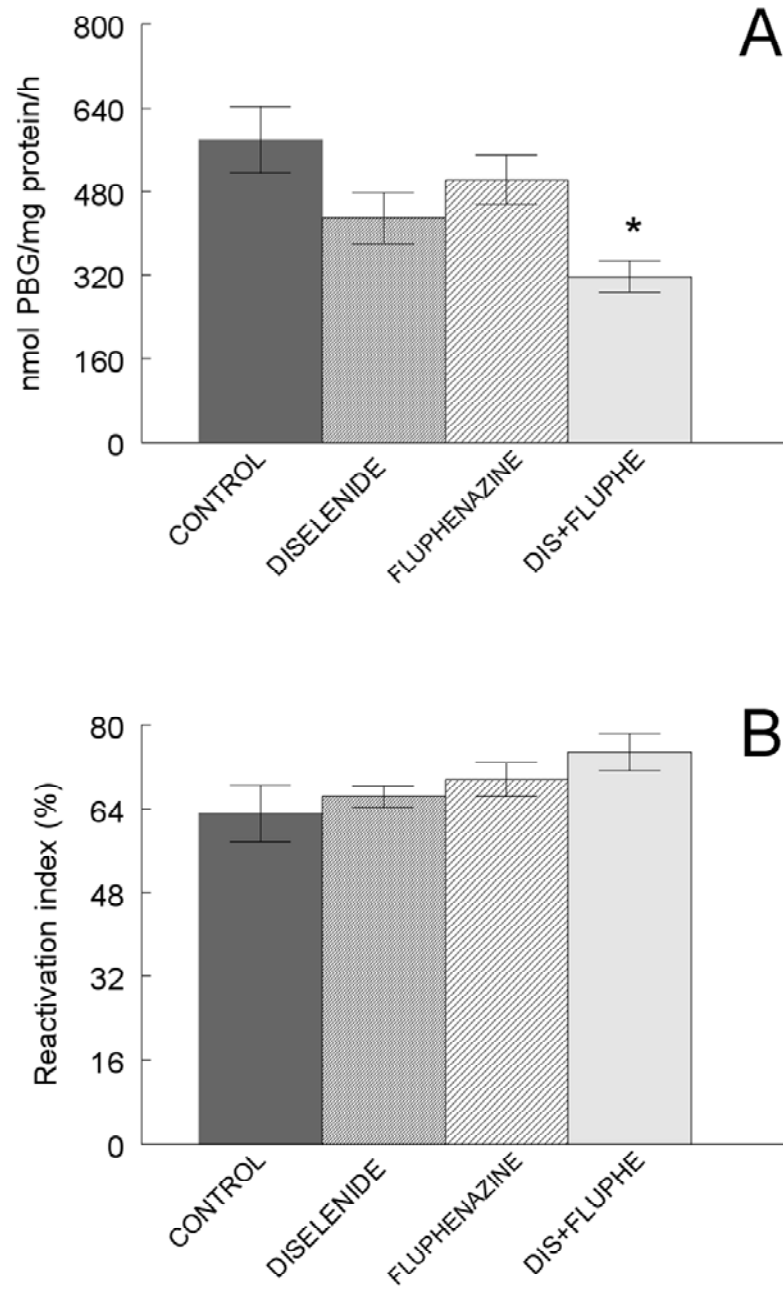 A
800
640
480
320
160
0
nmol PBG/mg protein/h
*
CONTROL
DISELENIDE
FLUPHENAZINE
DIS+FLUPHE
B
80
64
48
32
16
0
Reactivation index (%)
CONTROL
DISELENIDE
FLUPHENAZINE
DIS+FLUPHE